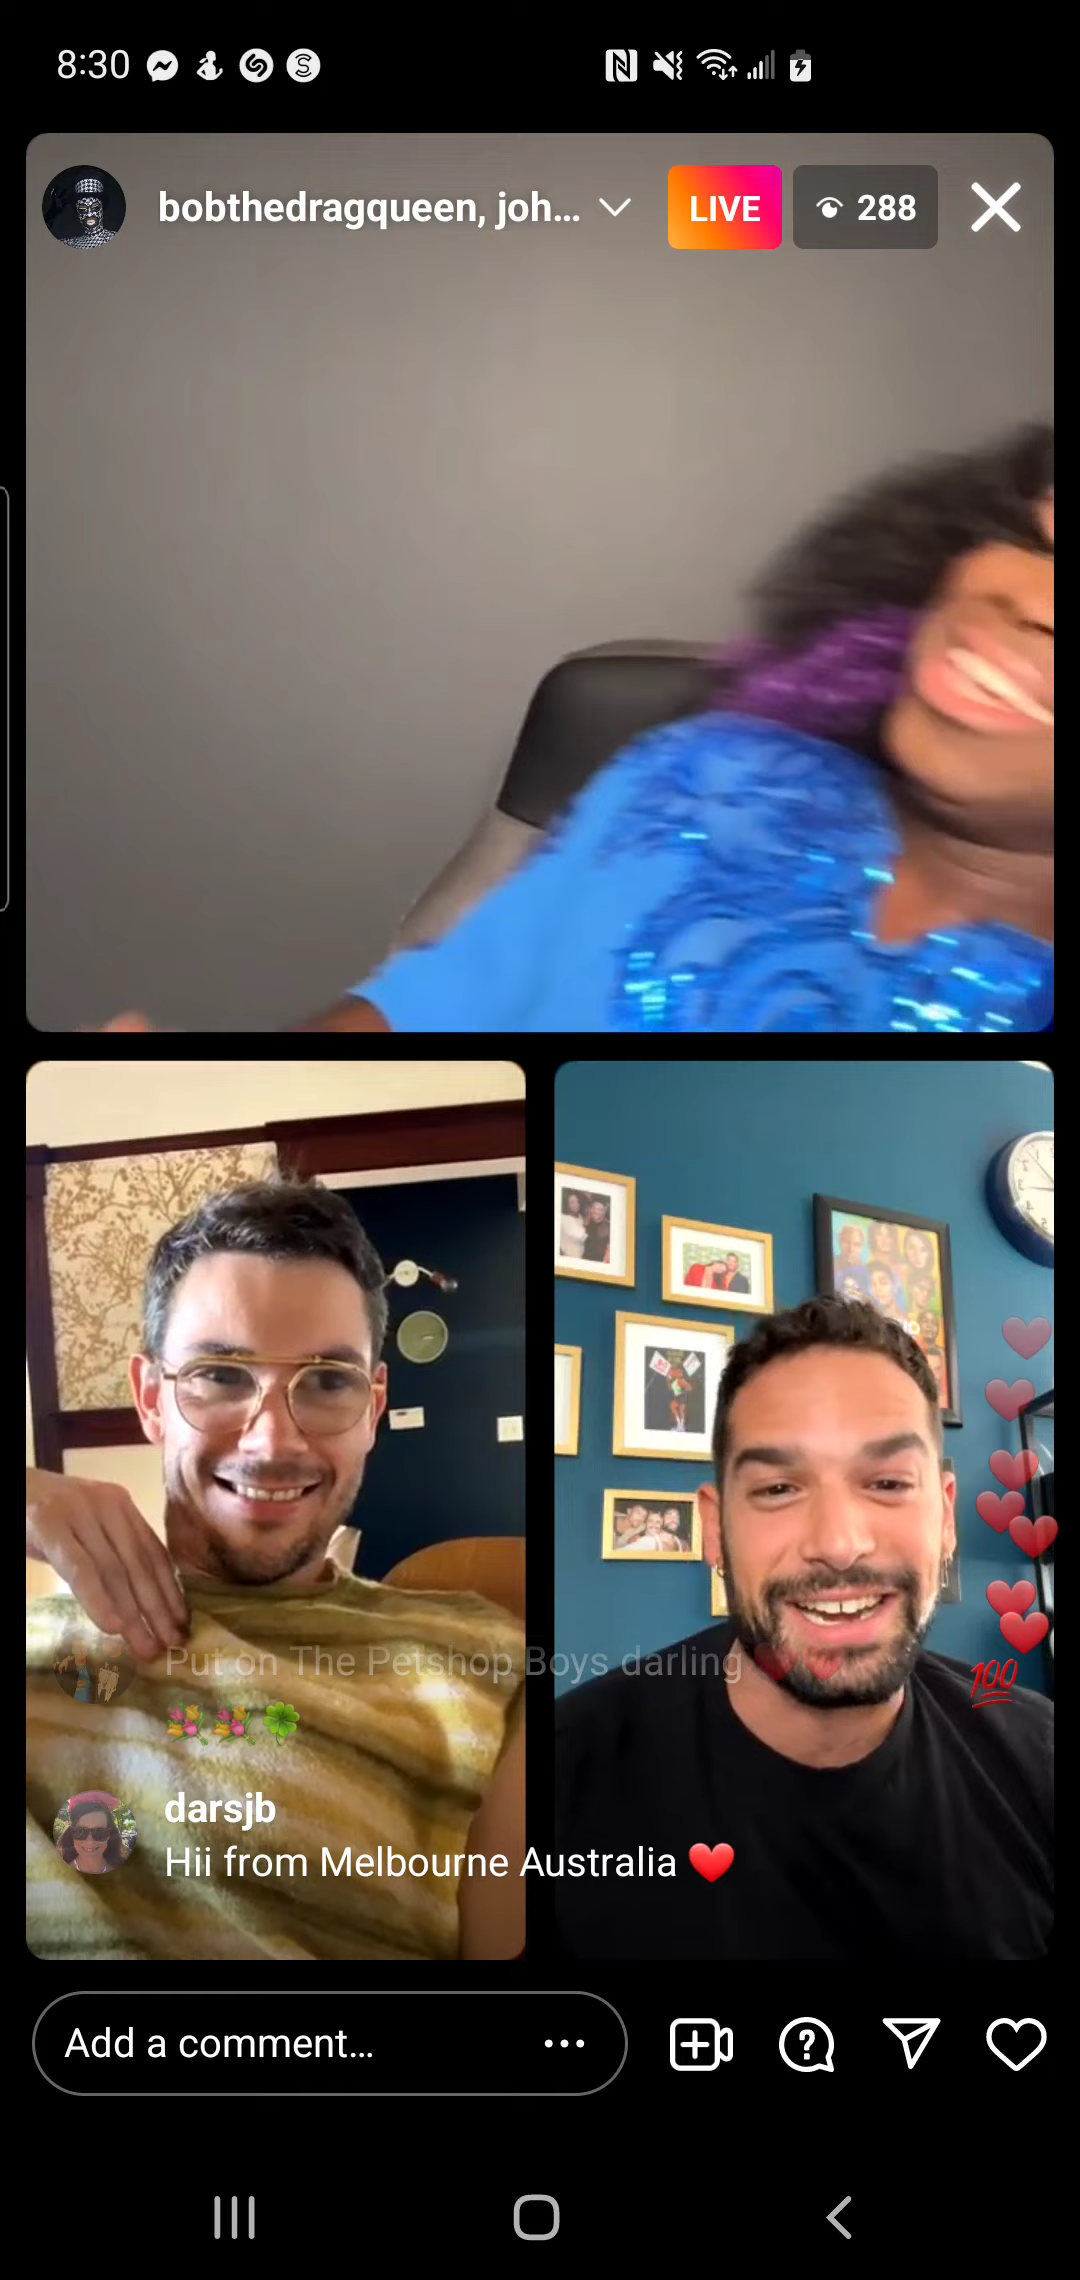 8:30
bobthedragqueen, joh...
LIVE
288
Put on The Petshop Boys darling ❤️❤️❤️
💐💐🍀
darsjb
Hii from Melbourne Australia ❤️
💯
Add a comment...